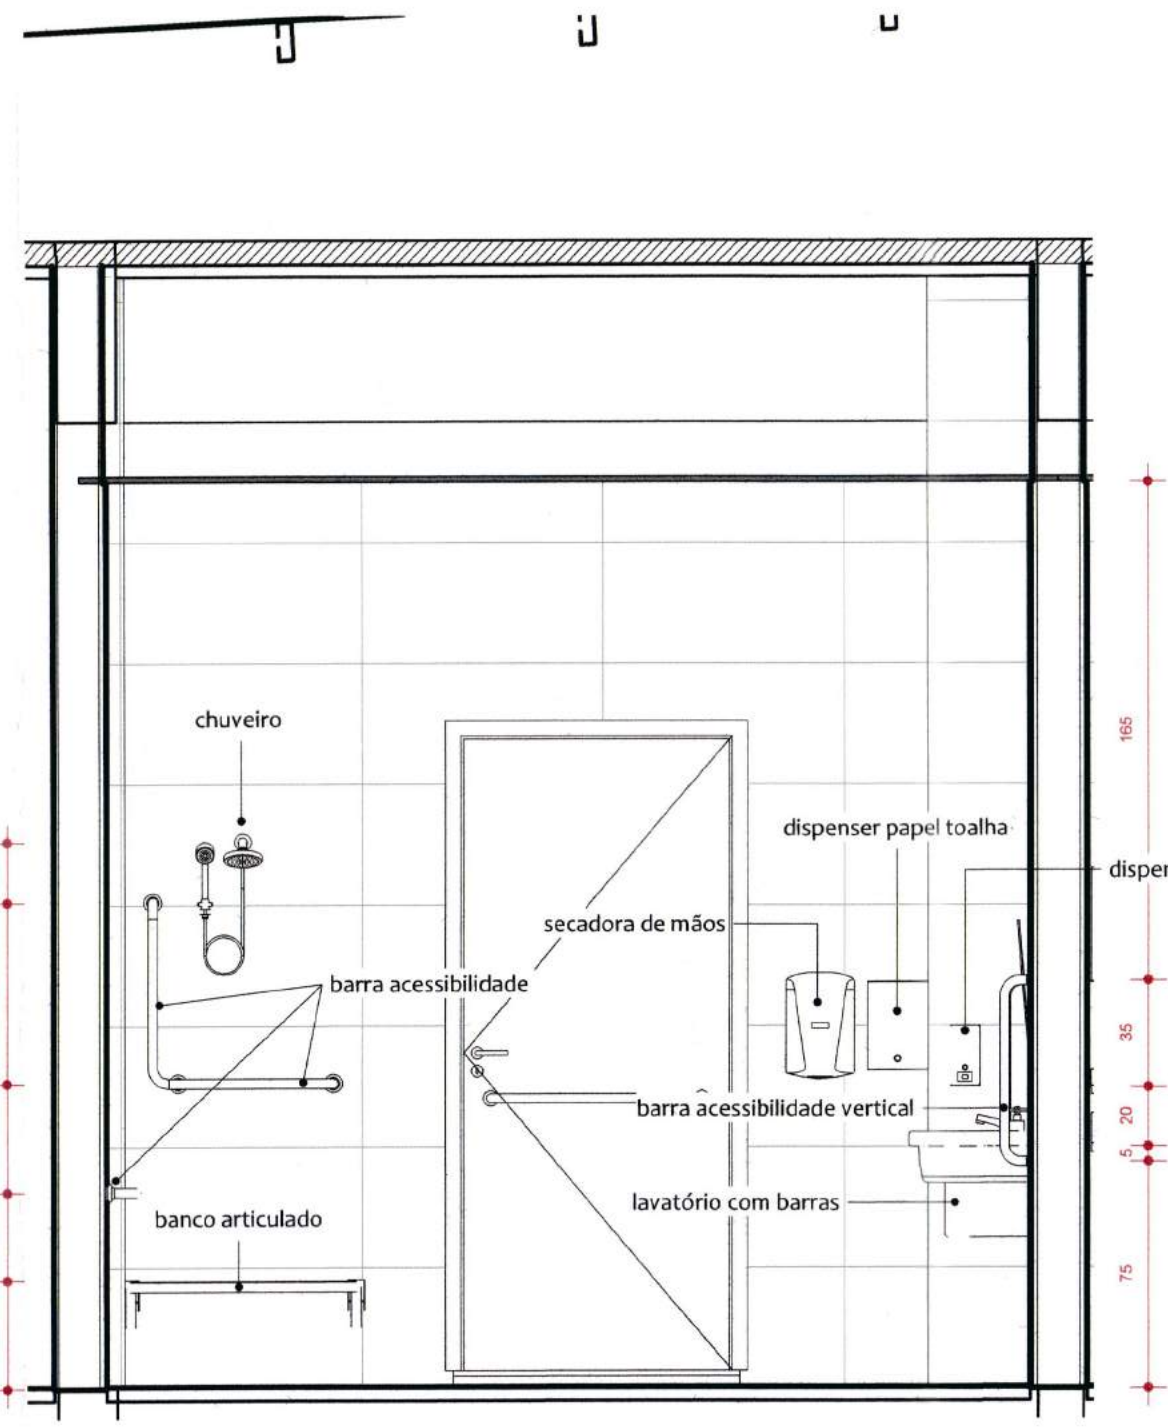 chuveiro
165
dispenser papel toalha
dispen
secadora de mãos
barra acessibilidade
35
barra acessibilidade vertical
20
5
lavatório com barras
banco articulado
75